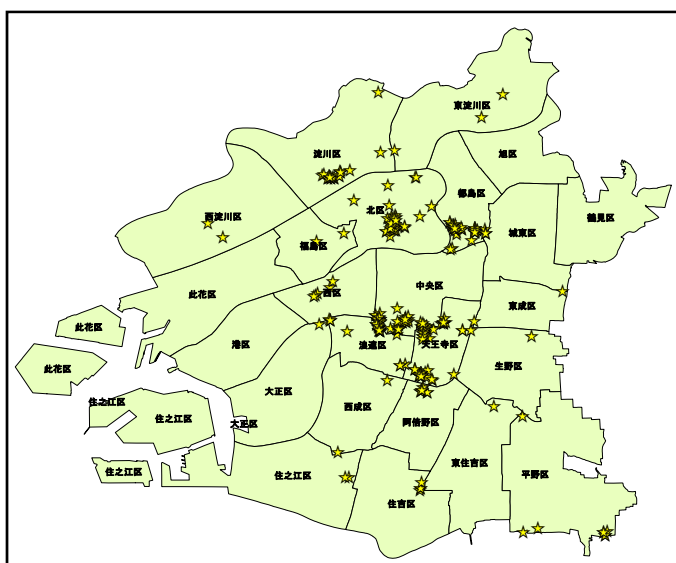 東淀川区
淀川区
旭区
都島区
北区
鶴見区
西淀川区
城東区
福島区
中央区
西区
此花区
東成区
此花区
港区
浪速区
天王寺区
生野区
此花区
大正区
西成区
住之江区
住之江区
大正区
阿倍野区
東住吉区
住之江区
住之江区
平野区
住吉区